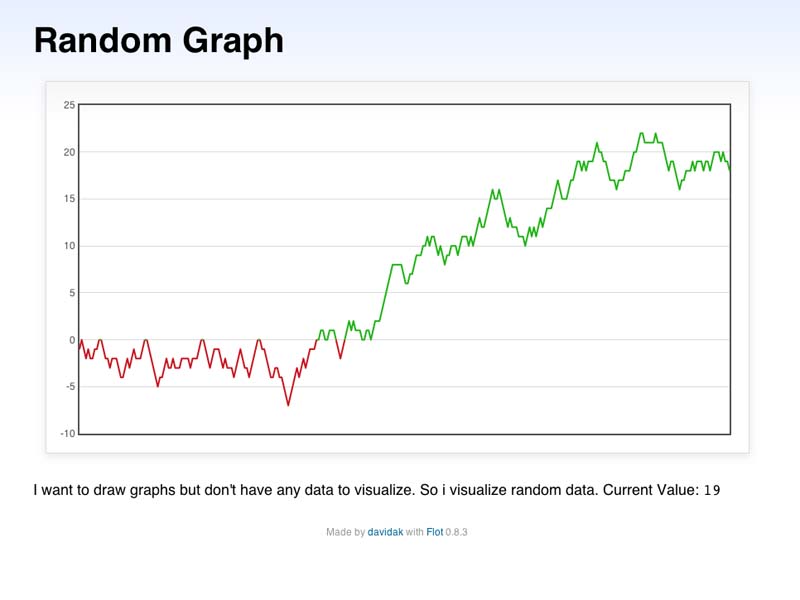 Random Graph
25
20
15
10
5
0
-5
-10
I want to draw graphs but don't have any data to visualize. So i visualize random data. Current Value: 19
Made by davidak with Flot 0.8.3